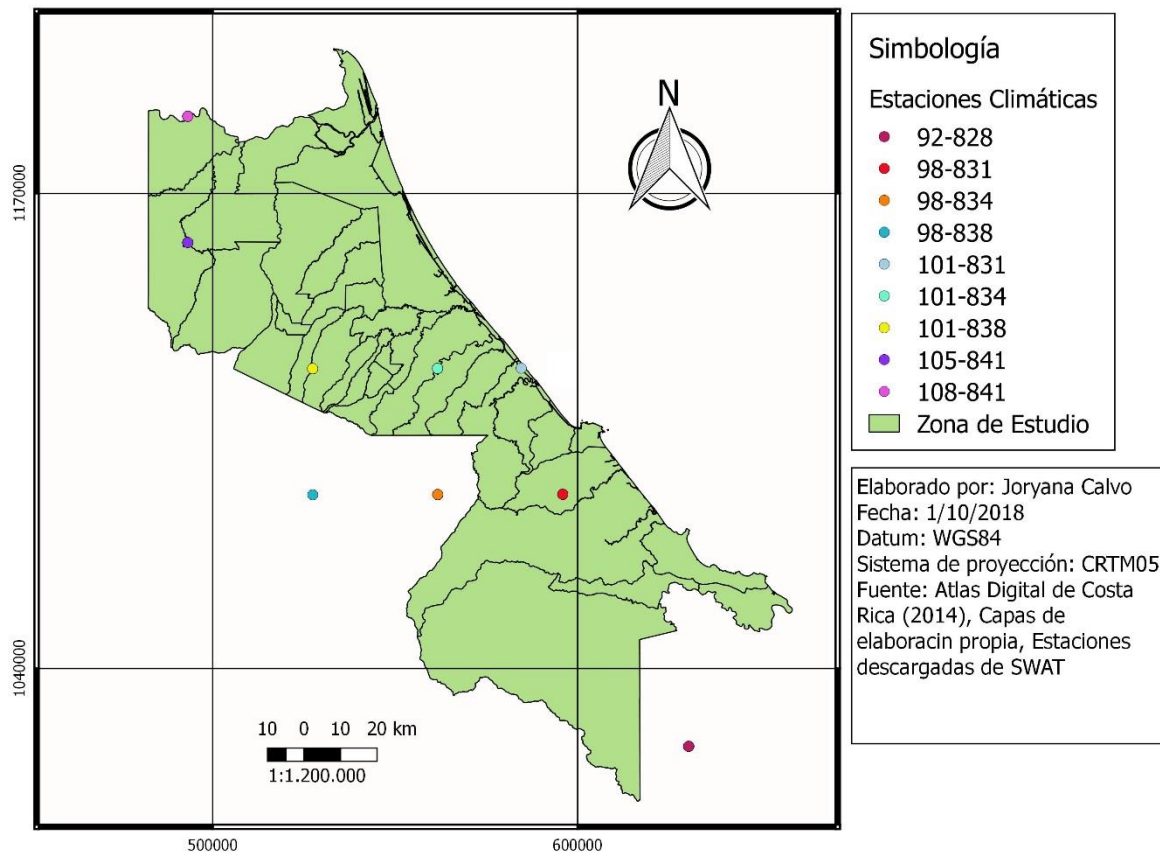 N
1170000
1040000
500000
600000
10 0 10 20 km
1:1.200.000
Simbología
Estaciones Climáticas
92-828
98-831
98-834
98-838
101-831
101-834
101-838
105-841
108-841
Zona de Estudio
Elaborado por: Joryana Calvo
Fecha: 1/10/2018
Datum: WGS84
Sistema de proyección: CRTM05
Fuente: Atlas Digital de Costa
Rica (2014), Capas de
elaboracin propia, Estaciones
descargadas de SWAT